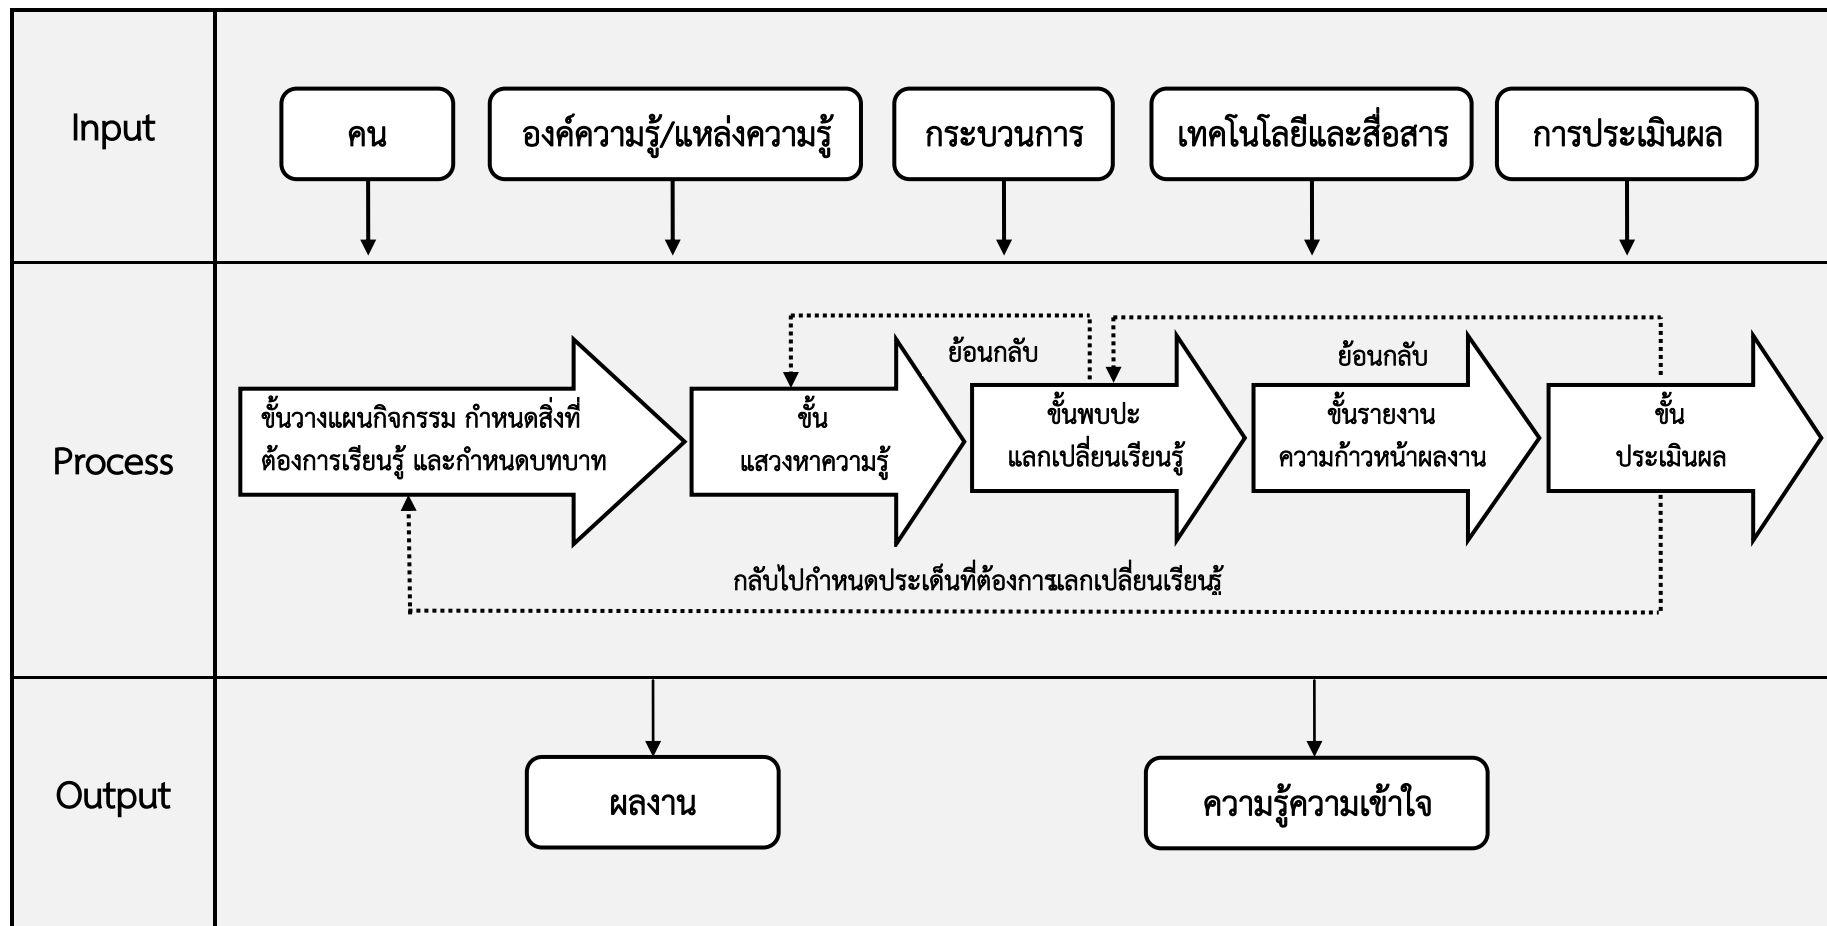 Input
คน
องค์ความรู้/แหล่งความรู้
กระบวนการ
เทคโนโลยีและสื่อสาร
การประเมินผล
Process
ย้อนกลับ
ย้อนกลับ
ขั้นวางแผนกิจกรรม กำหนดสิ่งที่
ต้องการเรียนรู้ และกำหนดบทบาท
ขั้น
แสวงหาความรู้
ขั้นพบปะ
แลกเปลี่ยนเรียนรู้
ขั้นรายงาน
ความก้าวหน้าผลงาน
ขั้น
ประเมินผล
กลับไปกำหนดประเด็นที่ต้องการแลกเปลี่ยนเรียนรู้
Output
ผลงาน
ความรู้ความเข้าใจ